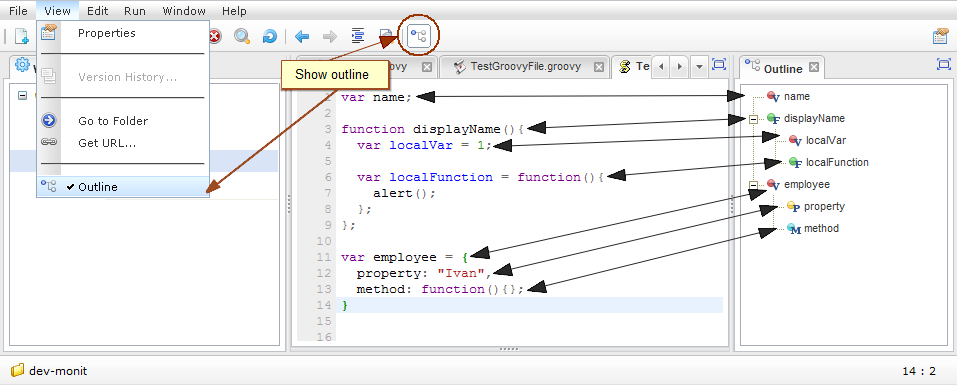 File View Edit Run Window Help
Properties
Version History...
Go to Folder
Get URL...
✔ Outline
Show outline
TestGroovyFile.groovy
Te
Outline
var name;
3 function displayName(){
4 var localVar = 1;
5
6 var localFunction = function(){
7 alert();
8 };
9 };
10
11 var employee = {
12 property: "Ivan",
13 method: function(){};
14 }
15
16
V name
F displayName
V localVar
F localFunction
V employee
P property
M method
dev-monit
14 : 2